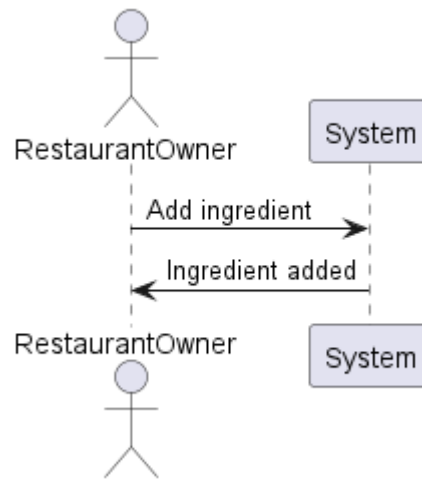 RestaurantOwner
System
Add ingredient
Ingredient added
RestaurantOwner
System